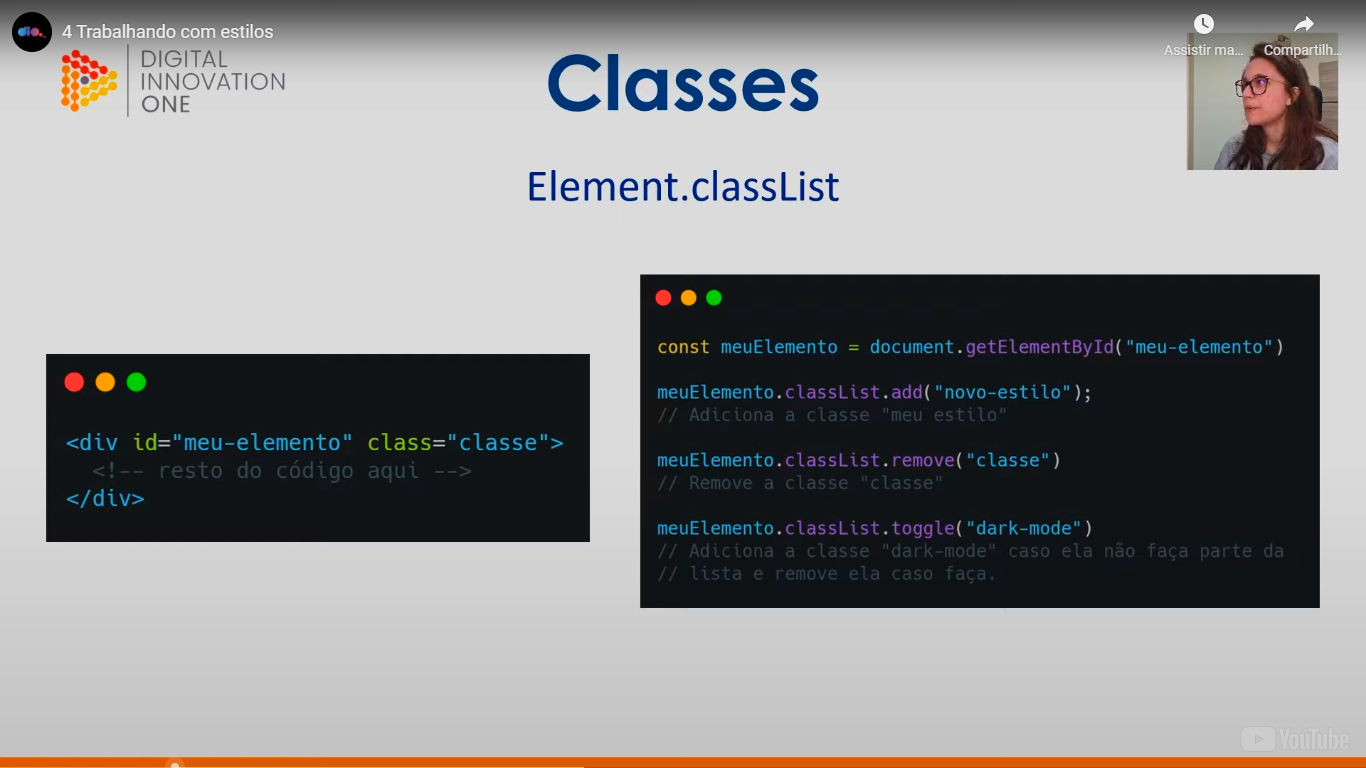 4 Trabalhando com estilos
Assistir ma...
Compartilh...
DIGITAL
INNOVATION
ONE
Classes
Element.classList
<div id="meu-elemento" class="classe">
<!-- resto do código aqui -->
</div>
const meuElemento = document.getElementById("meu-elemento")
meuElemento.classList.add("novo-estilo");
// Adiciona a classe "meu estilo"
meuElemento.classList.remove("classe")
// Remove a classe "classe"
meuElemento.classList.toggle("dark-mode")
// Adiciona a classe "dark-mode" caso ela não faça parte da
// lista e remove ela caso faça.
YouTube